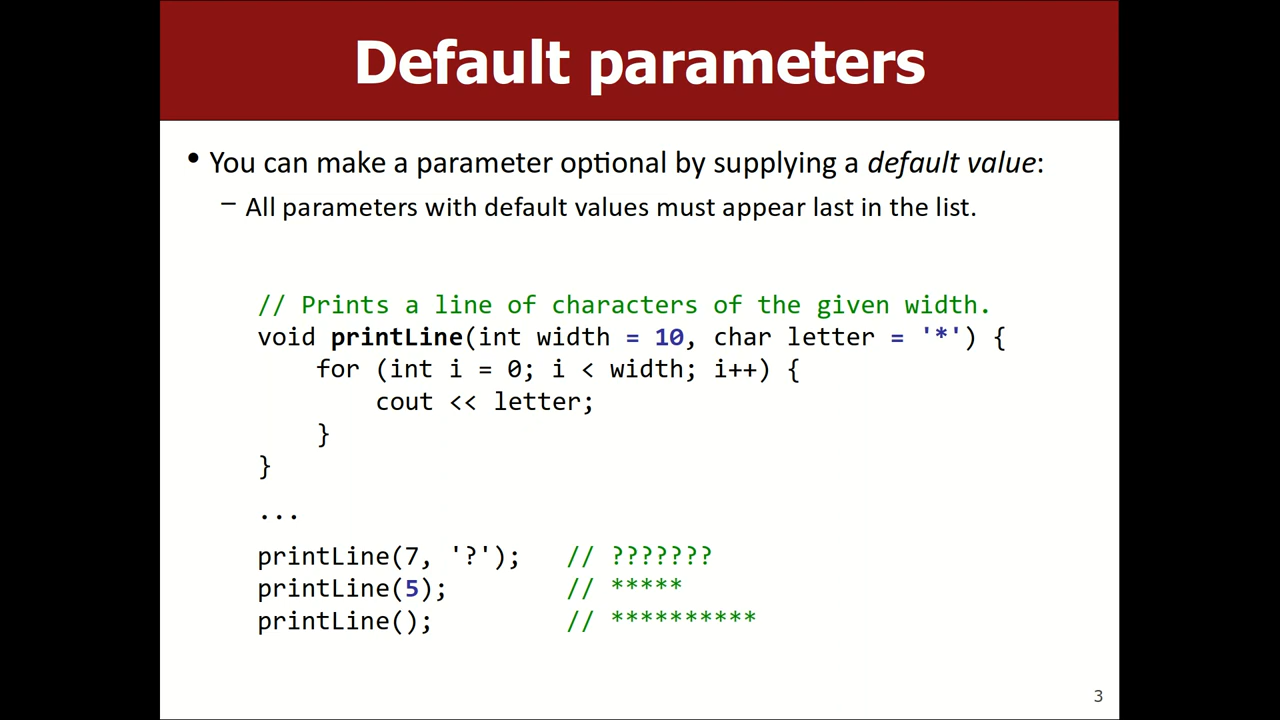 Default parameters
• You can make a parameter optional by supplying a default value:
– All parameters with default values must appear last in the list.
// Prints a line of characters of the given width.
void printLine(int width = 10, char letter = '*') {
    for (int i = 0; i < width; i++) {
        cout << letter;
    }
}
...
printLine(7, '?');   // ???????
printLine(5);        // *****
printLine();         // **********
3